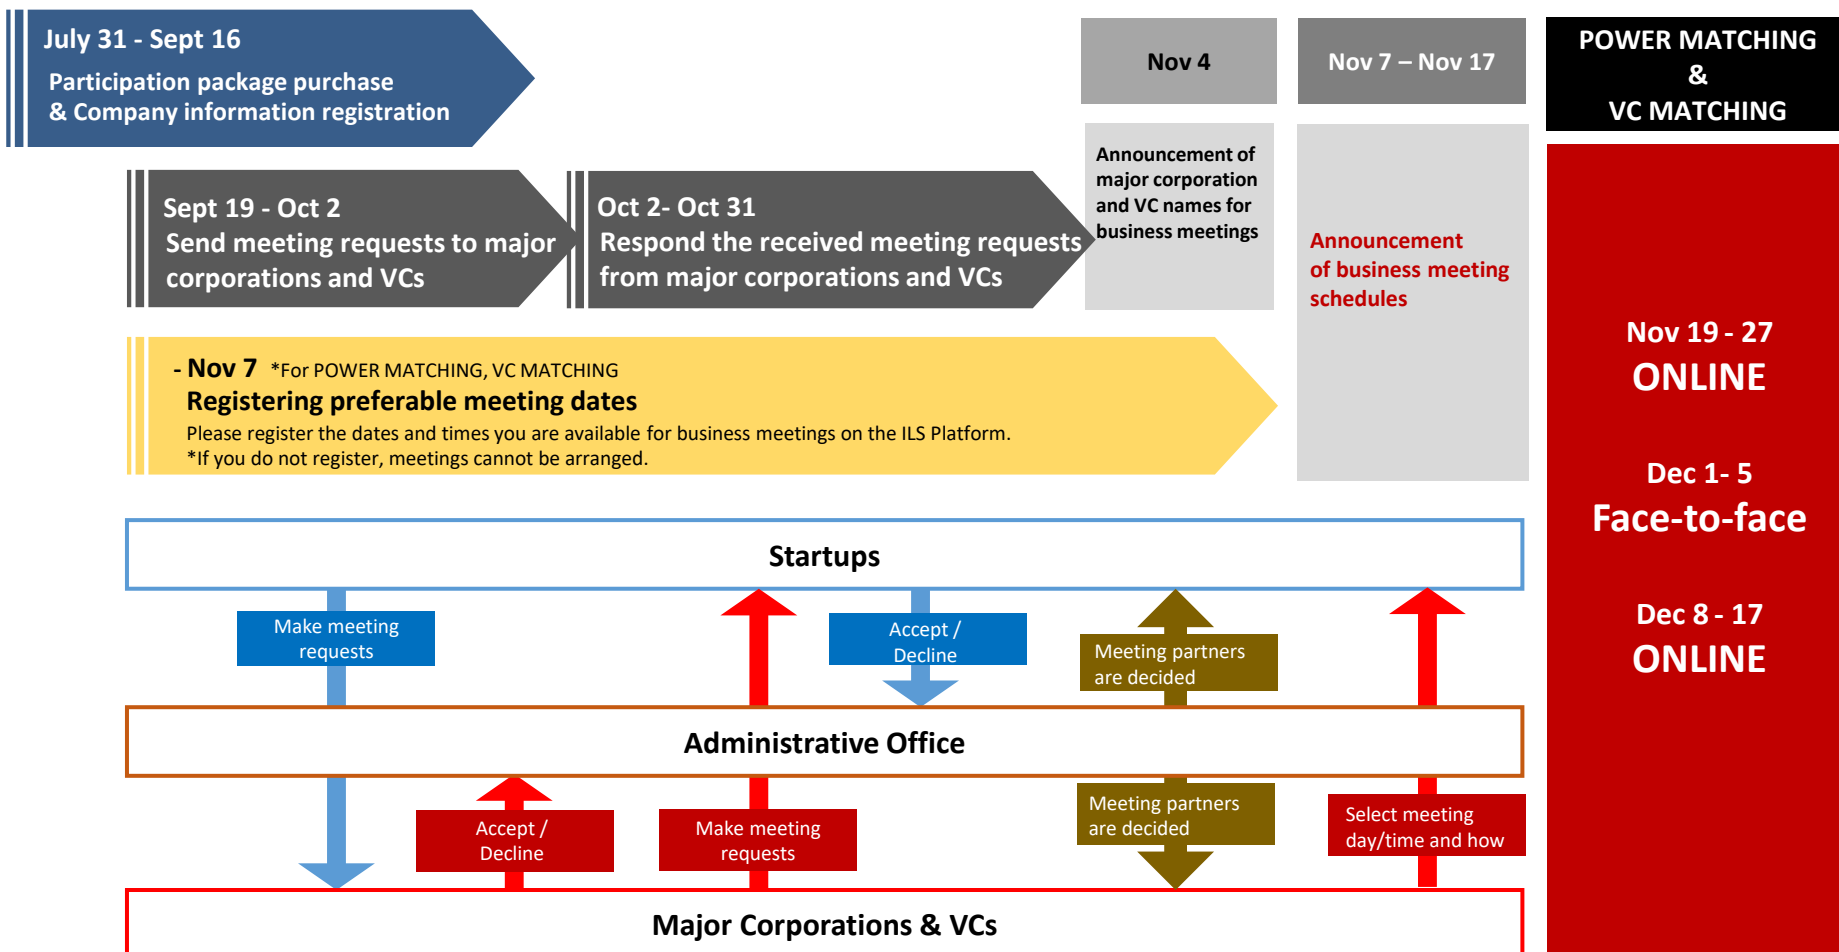 July 31 - Sept 16
Participation package purchase
& Company information registration
Sept 19 - Oct 2
Send meeting requests to major
corporations and VCs
Oct 2- Oct 31
Respond the received meeting requests
from major corporations and VCs
Nov 4
Announcement of
major corporation
and VC names for
business meetings
Nov 7 – Nov 17
Announcement
of business meeting
schedules
POWER MATCHING
&
VC MATCHING
Nov 19 - 27
ONLINE
Dec 1- 5
Face-to-face
Dec 8 - 17
ONLINE
- Nov 7 *For POWER MATCHING, VC MATCHING
Registering preferable meeting dates
Please register the dates and times you are available for business meetings on the ILS Platform.
*If you do not register, meetings cannot be arranged.
Startups
Make meeting
requests
Accept /
Decline
Meeting partners
are decided
Administrative Office
Accept /
Decline
Make meeting
requests
Meeting partners
are decided
Select meeting
day/time and how
Major Corporations & VCs